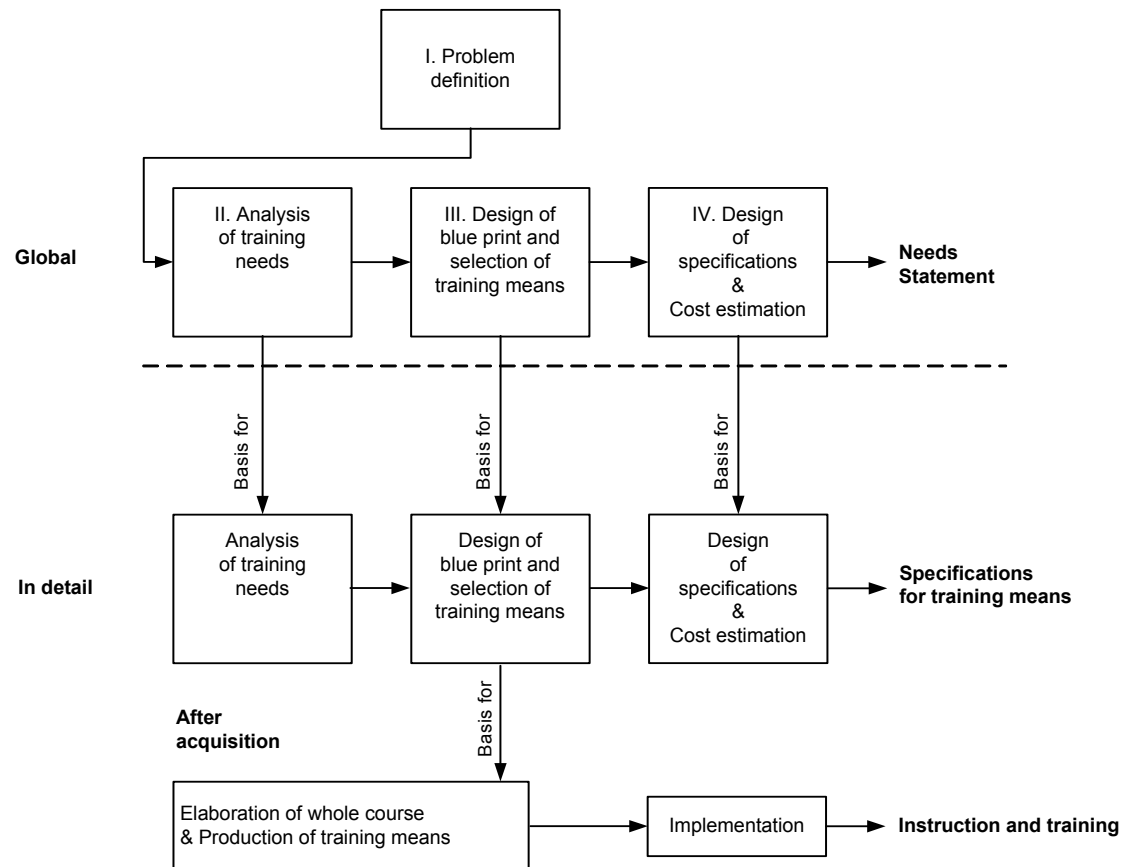 I. Problem
definition
Global
II. Analysis
of training
needs
III. Design of
blue print and
selection of
training means
IV. Design
of
specifications
&
Cost estimation
Needs
Statement
Basis for
Basis for
Basis for
In detail
Analysis
of training
needs
Design of
blue print and
selection of
training means
Design
of
specifications
&
Cost estimation
Specifications
for training means
After
acquisition
Basis for
Elaboration of whole course
& Production of training means
Implementation
Instruction and training